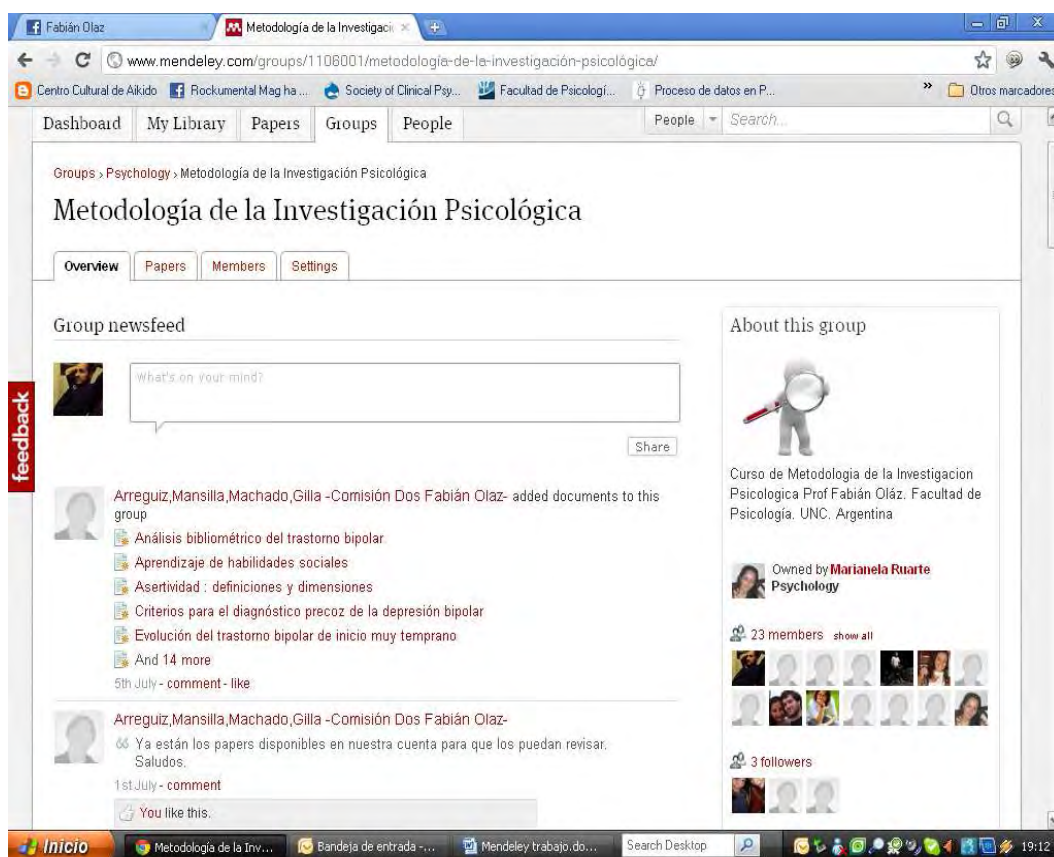 Fabián Olaz
Metodología de la Investigació
www.mendeley.com/groups/1106001/metodologia-de-la-investigación-psicológica/
Centro Cultural de Aikido
Rockumental Mag ha ...
Society of Clinical Psy...
Facultad de Psicologí...
Proceso de datos en P...
»
Otros marcadores
Dashboard
My Library
Papers
Groups
People
People
Search...
Groups › Psychology › Metodología de la Investigación Psicológica
Metodología de la Investigación Psicológica
Overview
Papers
Members
Settings
Group newsfeed
What's on your mind?
Share
feedback
Arreguiz,Mansilla,Machado,Gilla -Comisión Dos Fabián Olaz- added documents to this
group
Análisis bibliométrico del trastorno bipolar
Aprendizaje de habilidades sociales
Asertividad : definiciones y dimensiones
Criterios para el diagnóstico precoz de la depresión bipolar
Evolución del trastorno bipolar de inicio muy temprano
And 14 more
5th July - comment - like
Arreguiz,Mansilla,Machado,Gilla -Comisión Dos Fabián Olaz-
Ya están los papers disponibles en nuestra cuenta para que los puedan revisar.
Saludos.
1st July - comment
You like this.
About this group
Curso de Metodologia de la Investigacion
Psicologica Prof Fabián Oláz. Facultad de
Psicología. UNC. Argentina
Owned by Marianela Ruarte
Psychology
23 members show all
3 followers
Inicio
Metodología de la Inv...
Bandeja de entrada -...
Mendeley trabajo.do...
Search Desktop
19:12